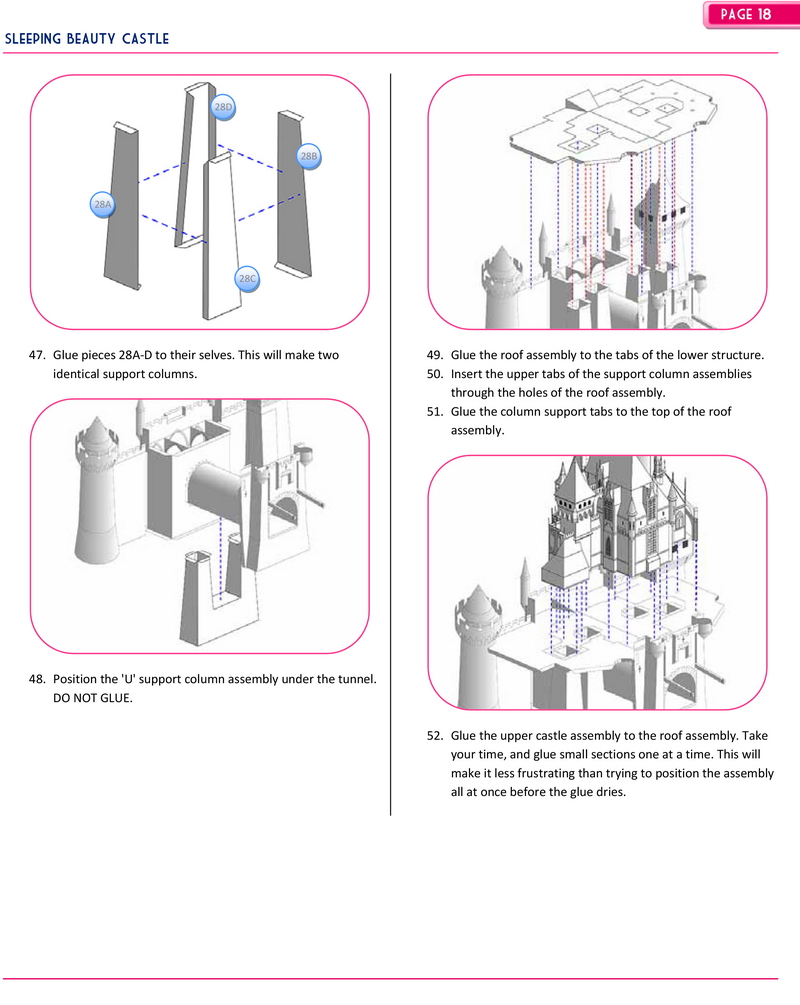 PAGE 18
SLEEPING BEAUTY CASTLE
28D
28B
28A
28C
47. Glue pieces 28A-D to their selves. This will make two
identical support columns.
48. Position the 'U' support column assembly under the tunnel.
DO NOT GLUE.
49. Glue the roof assembly to the tabs of the lower structure.
50. Insert the upper tabs of the support column assemblies
through the holes of the roof assembly.
51. Glue the column support tabs to the top of the roof
assembly.
52. Glue the upper castle assembly to the roof assembly. Take
your time, and glue small sections one at a time. This will
make it less frustrating than trying to position the assembly
all at once before the glue dries.